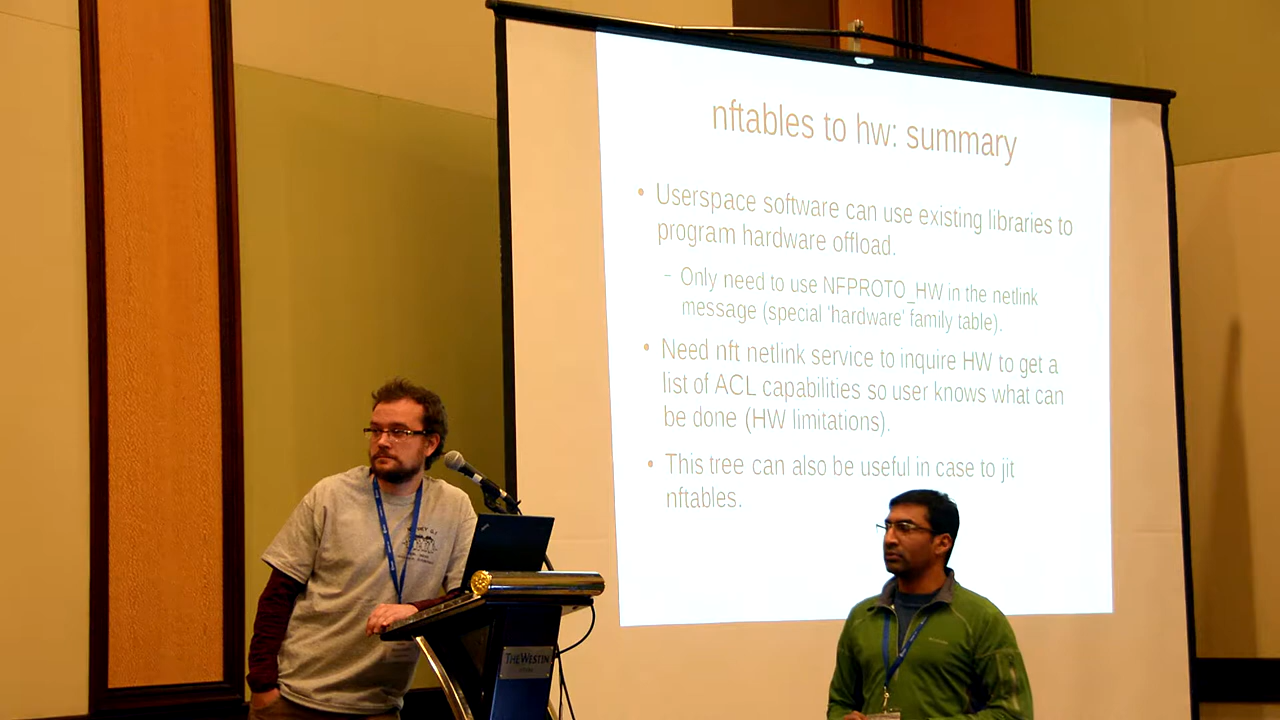 nftables to hw: summary
• Userspace software can use existing libraries to
program hardware offload.
– Only need to use NFPROTO_HW in the netlink
message (special 'hardware' family table).
• Need nft netlink service to inquire HW to get a
list of ACL capabilities so user knows what can
be done (HW limitations).
• This tree can also be useful in case to jit
nftables.
THE WESTIN